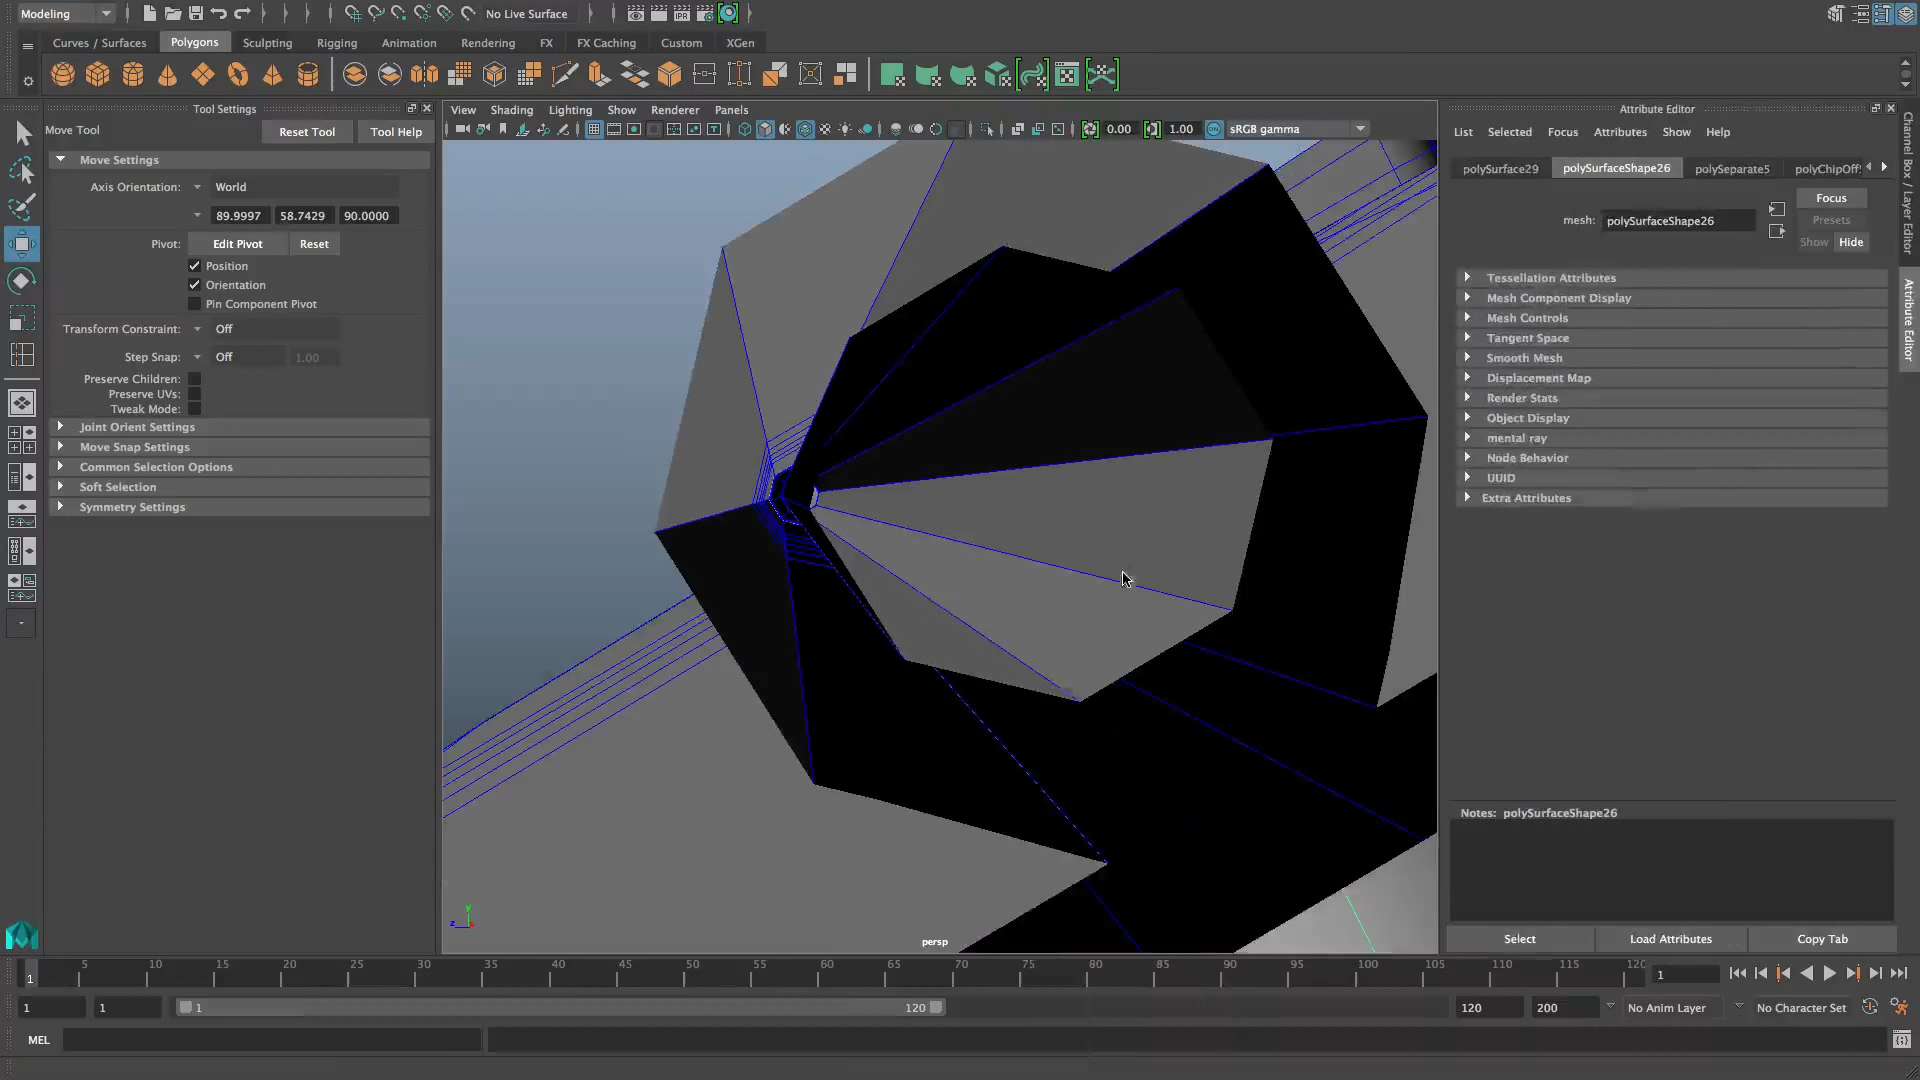 Modeling
No Live Surface
Curves / Surfaces Polygons Sculpting Rigging Animation Rendering FX FX Caching Custom XGen
Tool Settings
Move Tool Reset Tool Tool Help
Move Settings
Axis Orientation: World
89.9997 58.7429 90.0000
Pivot: Edit Pivot Reset
Position
Orientation
Pin Component Pivot
Transform Constraint: Off
Step Snap: Off 1.00
Preserve Children:
Preserve UVs:
Tweak Mode:
Joint Orient Settings
Move Snap Settings
Common Selection Options
Soft Selection
Symmetry Settings
View Shading Lighting Show Renderer Panels
0.00 1.00 sRGB gamma
y
z
persp
Attribute Editor
List Selected Focus Attributes Show Help
polySurface29 polySurfaceShape26 polySeparate5 polyChipOff
mesh: polySurfaceShape26
Focus
Presets
Show Hide
Tessellation Attributes
Mesh Component Display
Mesh Controls
Tangent Space
Smooth Mesh
Displacement Map
Render Stats
Object Display
mental ray
Node Behavior
UUID
Extra Attributes
Notes: polySurfaceShape26
Select Load Attributes Copy Tab
Channel Box / Layer Editor
Attribute Editor
1 5 10 15 20 25 30 35 40 45 50 55 60 65 70 75 80 85 90 95 100 105 110 115 120
1
1 1 1 120 120 200 No Anim Layer No Character Set
MEL